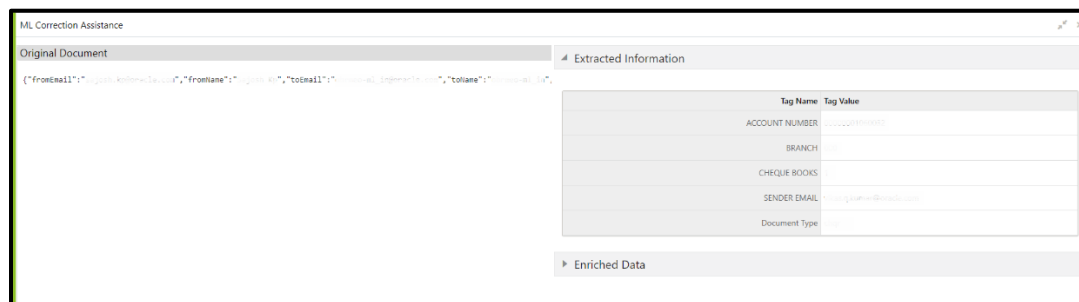 ML Correction Assistance
Original Document
{"fromEmail":" ","fromName":" ","toEmail":" ","toName":" ",
Extracted Information
Tag Name Tag Value
ACCOUNT NUMBER
BRANCH
CHEQUE BOOKS
SENDER EMAIL
Document Type
Enriched Data